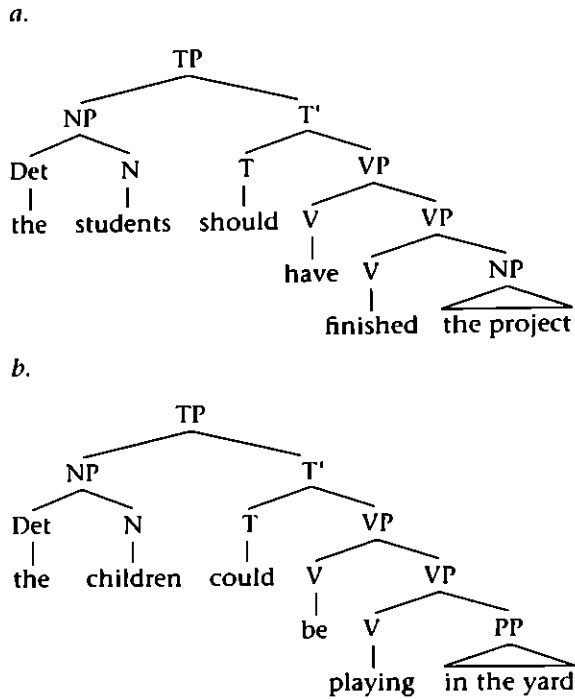 a.
TP
NP T'
Det N T VP
the students should V VP
have V NP
finished the project
b.
TP
NP T'
Det N T VP
the children could V VP
be V PP
playing in the yard